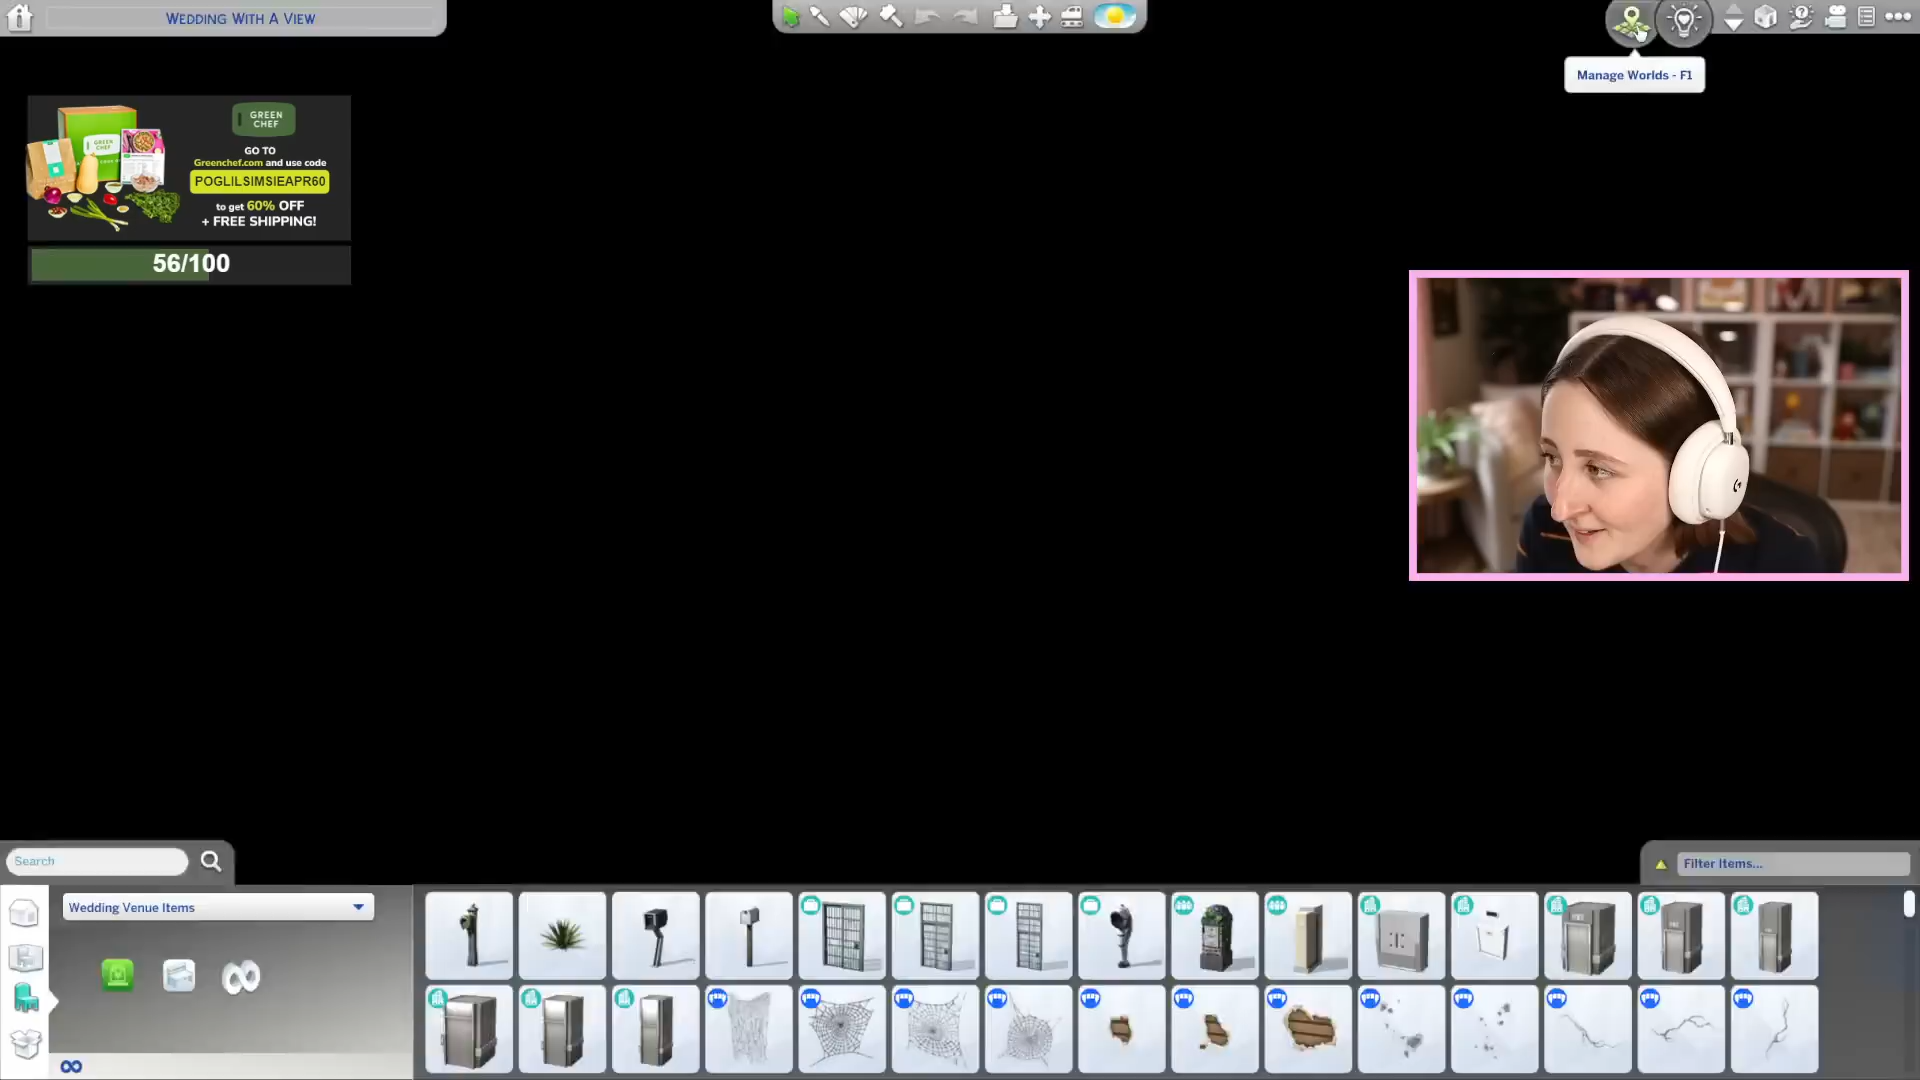 WEDDING WITH A VIEW
Manage Worlds - F1
GREEN
CHEF
GO TO
Greenchef.com and use code
POGLILSIMSIEAPR60
to get 60% OFF
+ FREE SHIPPING!
56/100
Search
Filter Items...
Wedding Venue Items